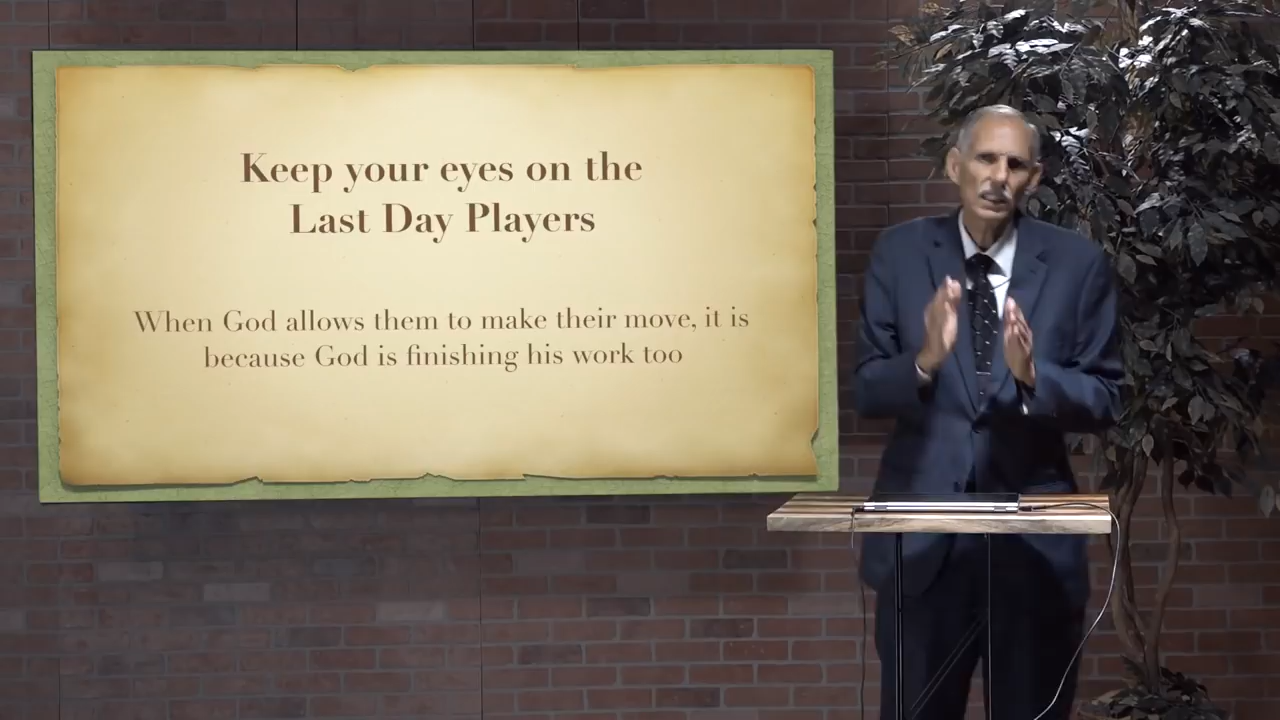 Keep your eyes on the
Last Day Players
When God allows them to make their move, it is
because God is finishing his work too